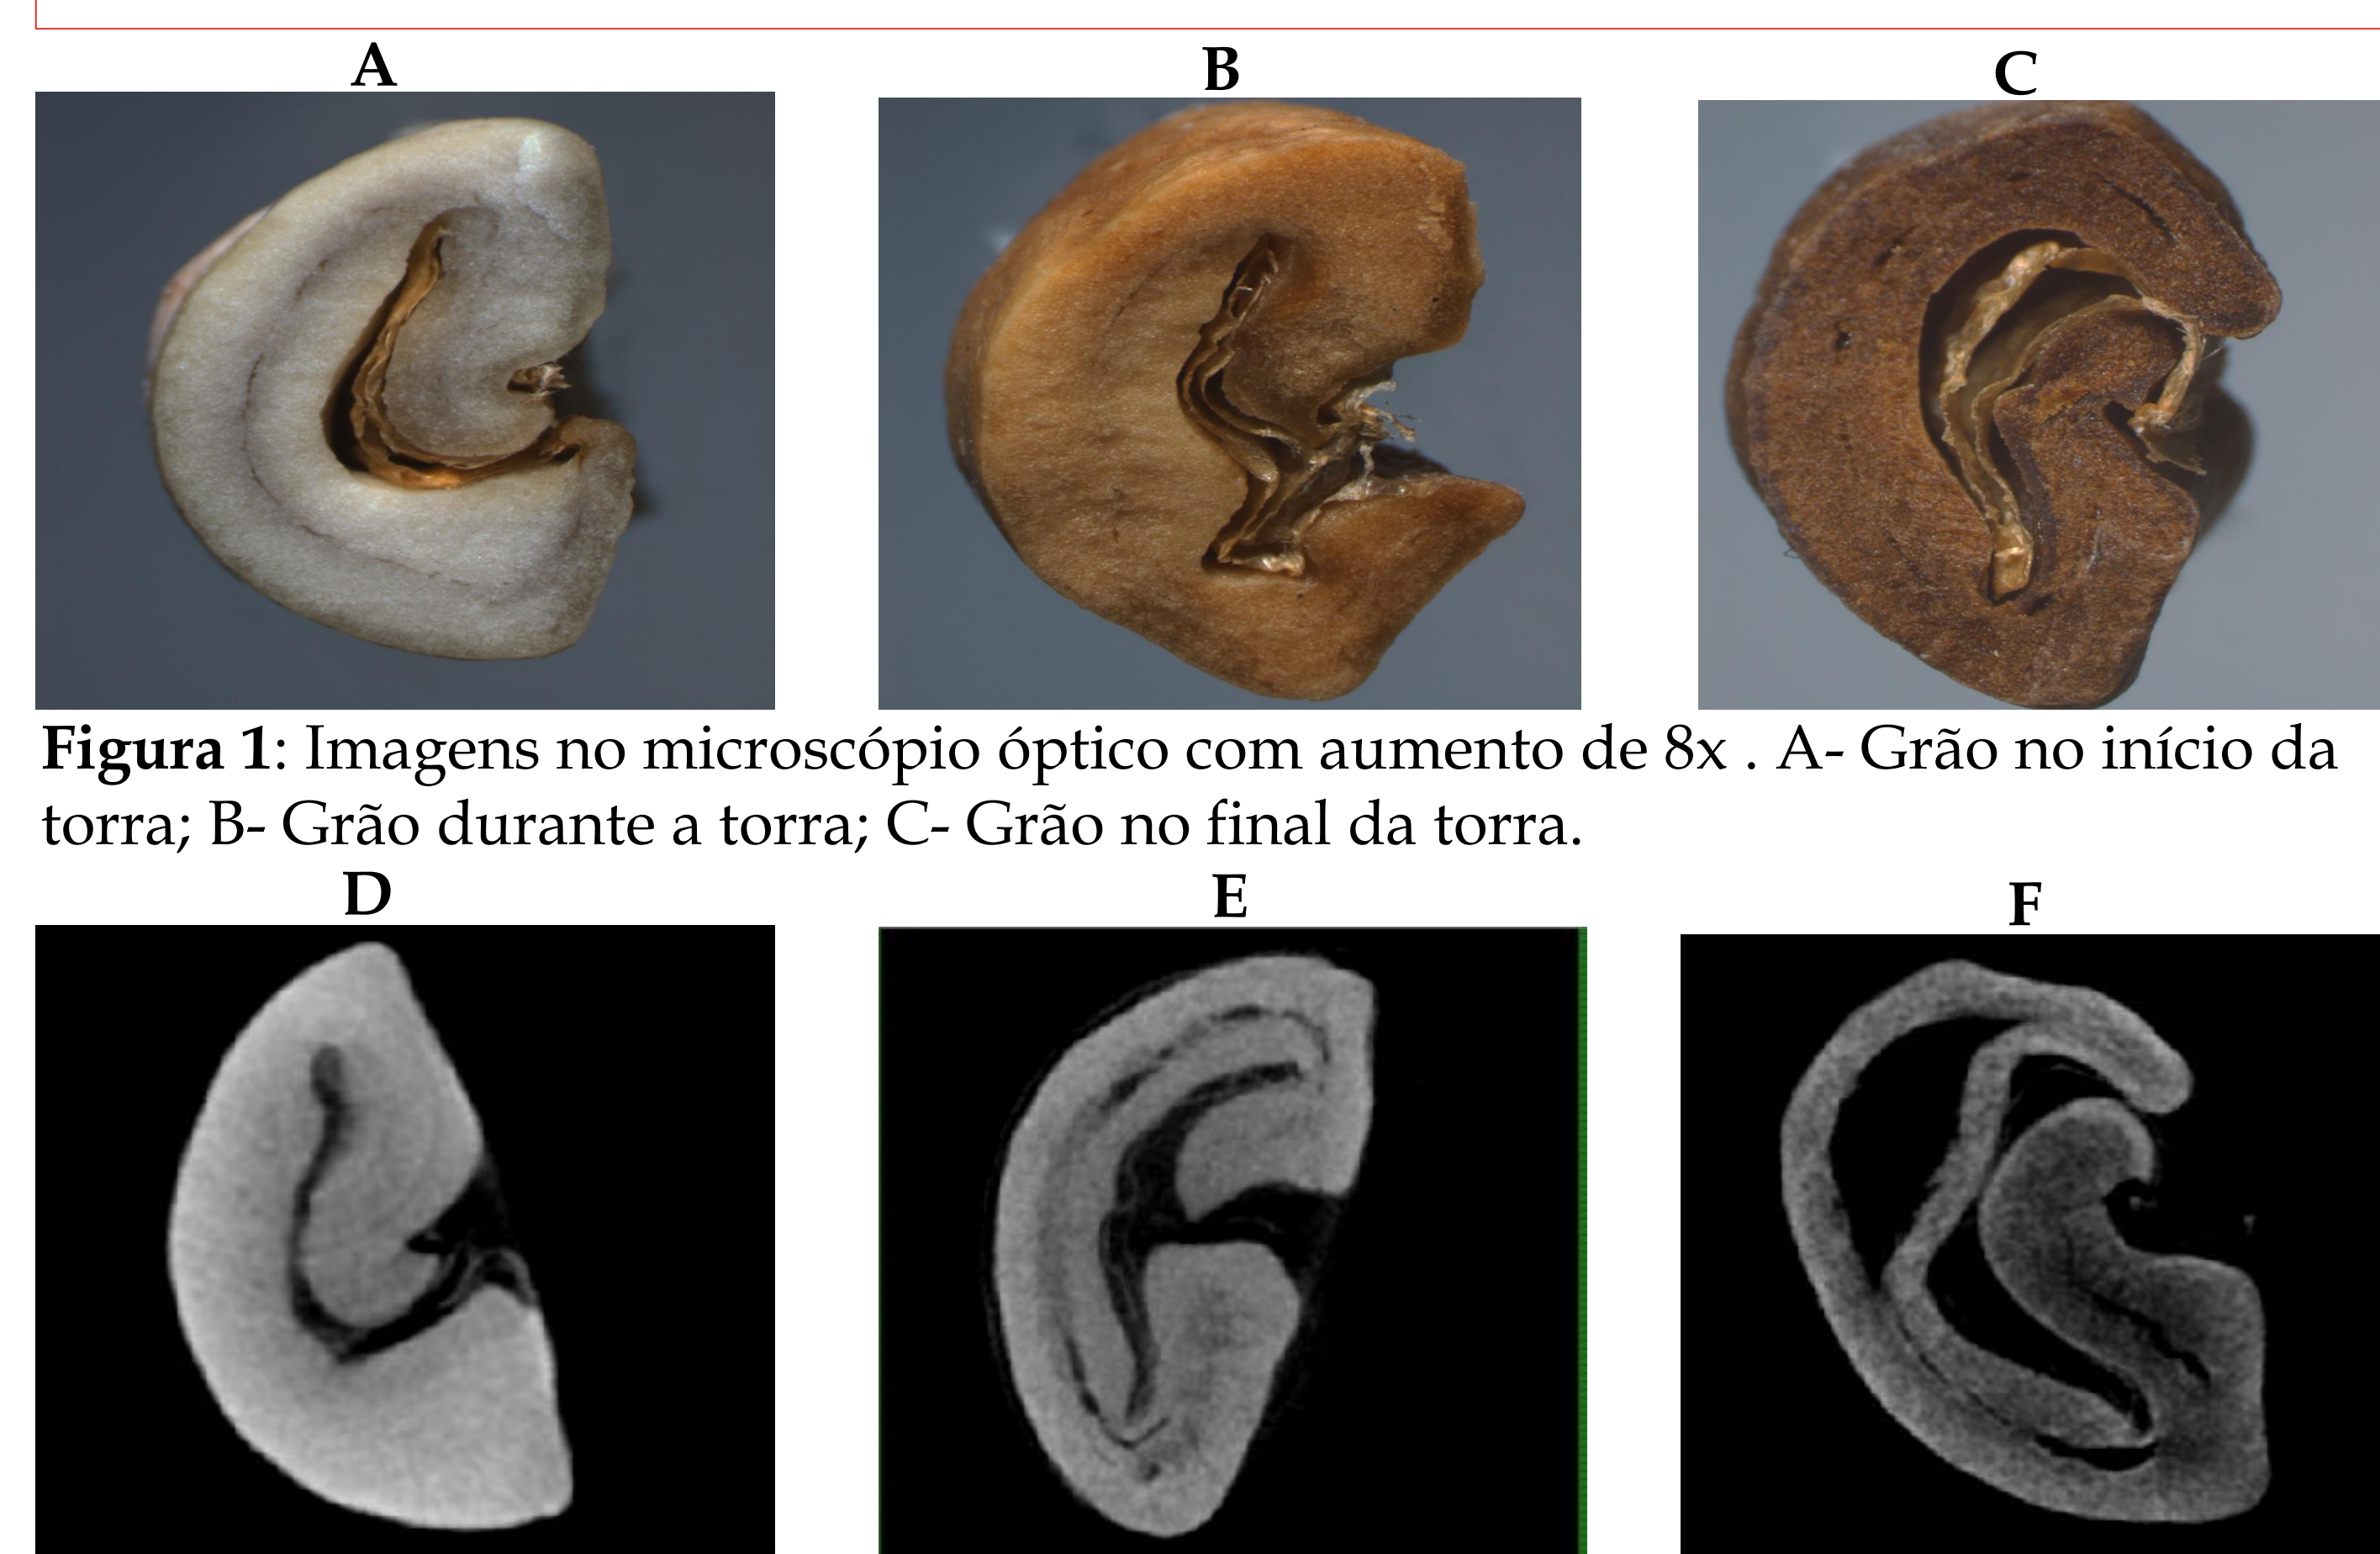 A B C
Figura 1: Imagens no microscópio óptico com aumento de 8x . A- Grão no início da
torra; B- Grão durante a torra; C- Grão no final da torra.
D E F